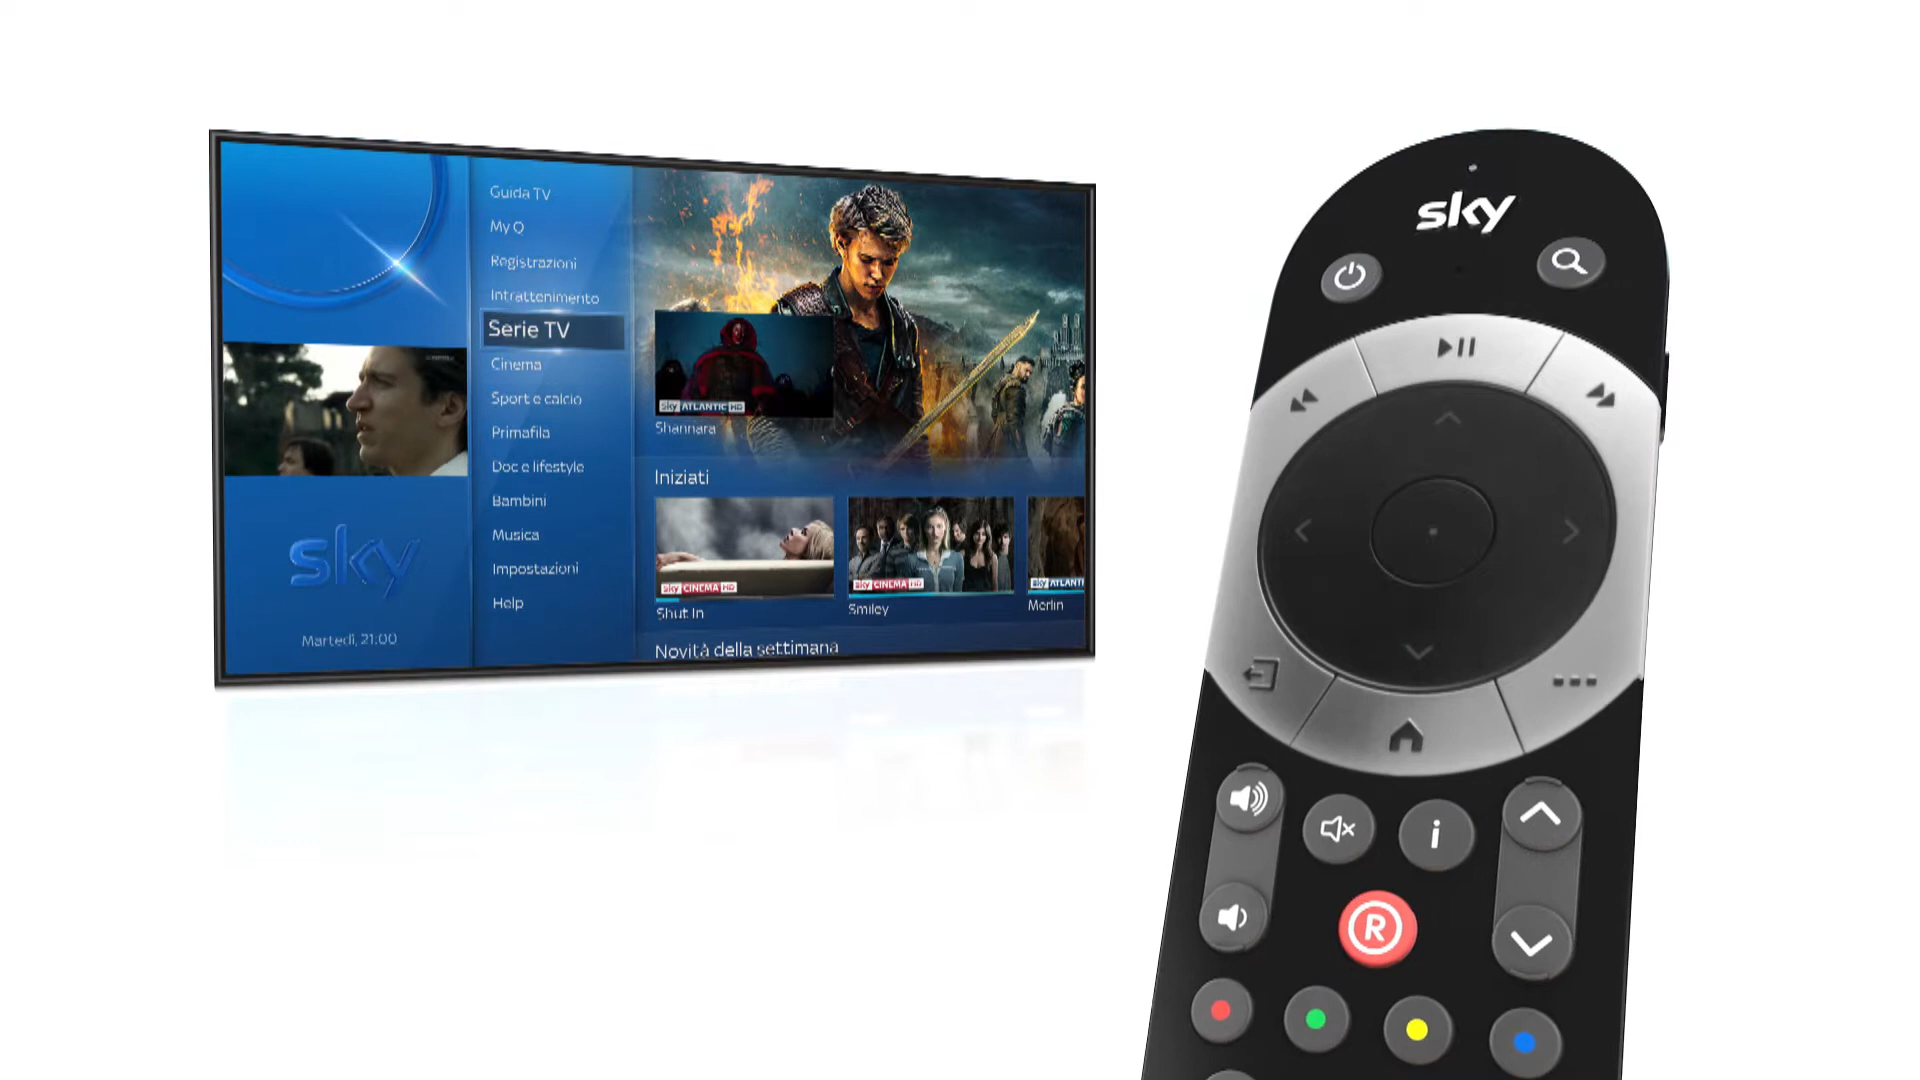 Guida TV
My Q
Registrazioni
Intrattenimento
Serie TV
Cinema
Sport e calcio
Primafila
Doc e lifestyle
Bambini
Musica
Impostazioni
Help
sky
Martedì, 21:00
sky ATLANTIC HD
Shannara
Iniziati
sky CINEMA HD
Shut In
sky CINEMA HD
Smiley
sky ATLANT
Merlin
Novità della settimana
sky
i
R